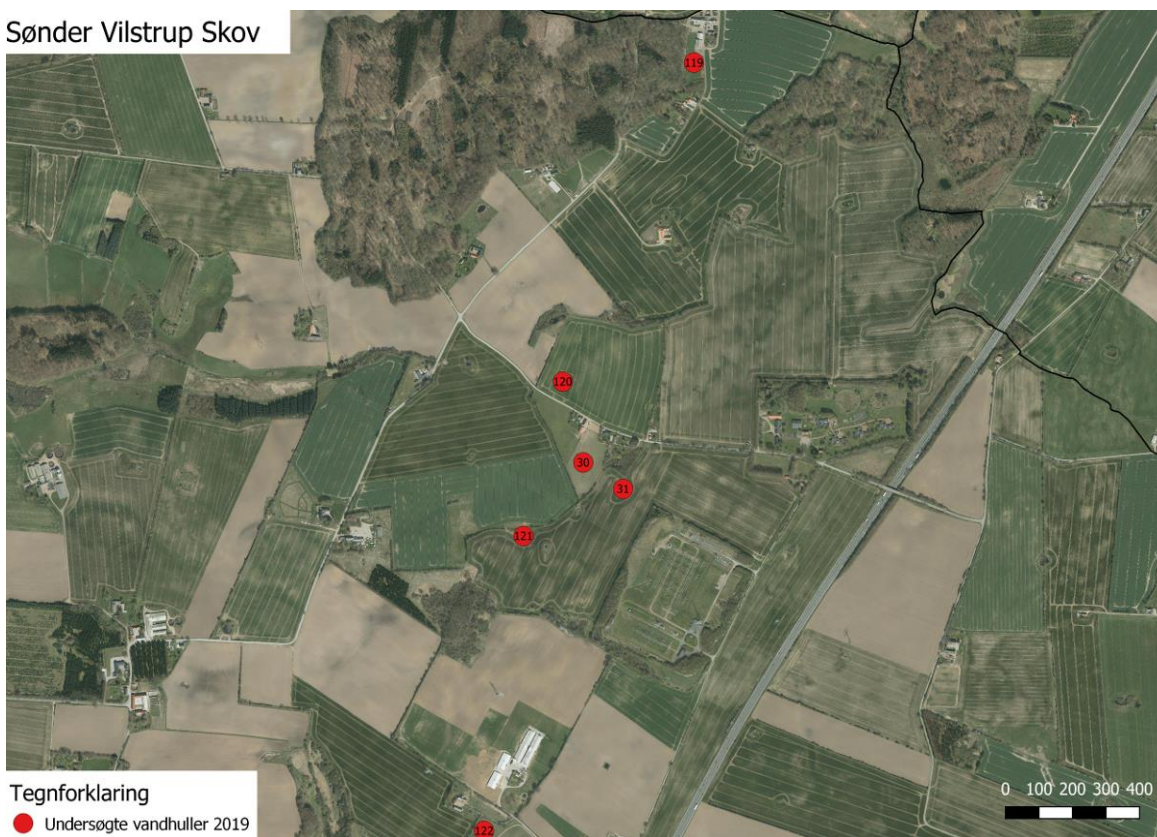 Sønder Vilstrup Skov
119
120
30
31
121
122
Tegnforklaring
Undersøgte vandhuller 2019
0 100 200 300 400